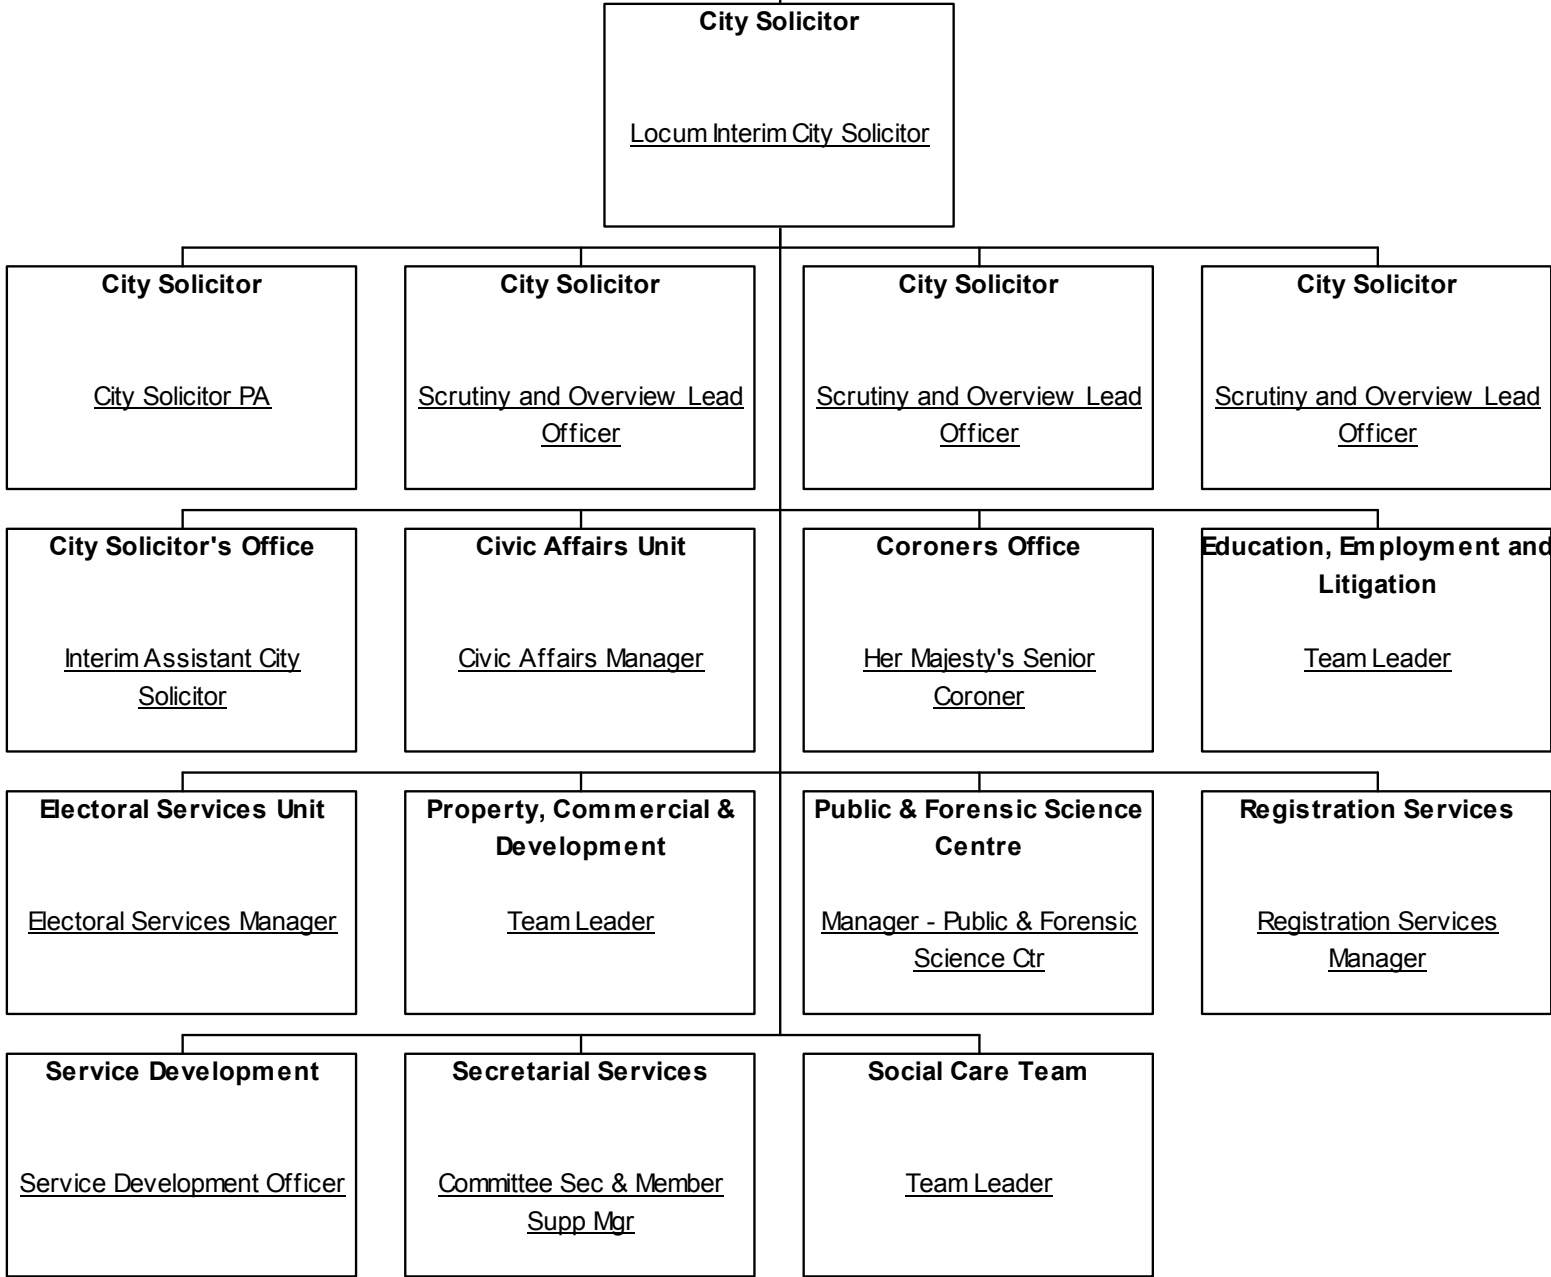 City Solicitor
Locum Interim City Solicitor
City Solicitor
City Solicitor PA
City Solicitor
Scrutiny and Overview Lead
Officer
City Solicitor
Scrutiny and Overview Lead
Officer
City Solicitor
Scrutiny and Overview Lead
Officer
City Solicitor's Office
Interim Assistant City
Solicitor
Civic Affairs Unit
Civic Affairs Manager
Coroners Office
Her Majesty's Senior
Coroner
Education, Employment and
Litigation
Team Leader
Electoral Services Unit
Electoral Services Manager
Property, Commercial &
Development
Team Leader
Public & Forensic Science
Centre
Manager - Public & Forensic
Science Ctr
Registration Services
Registration Services
Manager
Service Development
Service Development Officer
Secretarial Services
Committee Sec & Member
Supp Mgr
Social Care Team
Team Leader